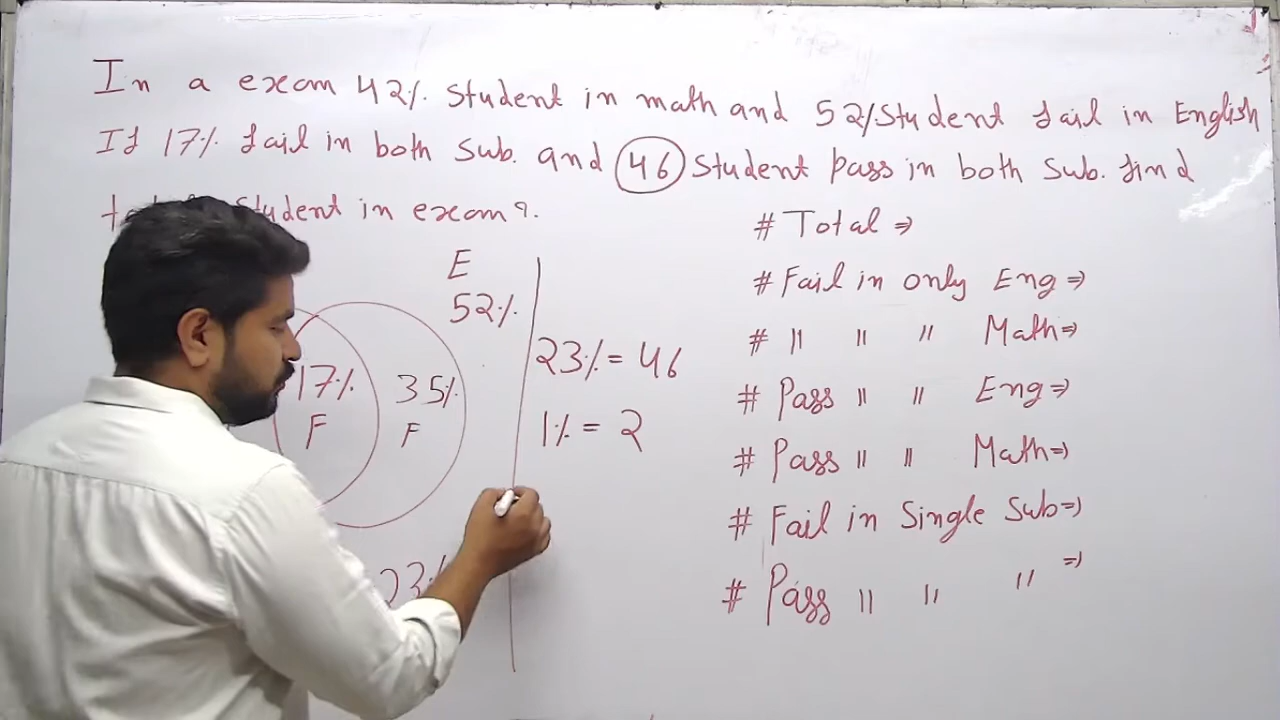 In a exam 42% Student in math and 52% Student fail in English
If 17% fail in both Sub. and 46 Student pass in both Sub. find
Student in exam?.
# Total ⇒
E
52%
# Fail in only Eng ⇒
# 〃 〃 〃 Math ⇒
17% 35%
F F
23% = 46
1% = 2
# Pass 〃 〃 Eng ⇒
# Pass 〃 〃 Math ⇒
# Fail in Single Sub ⇒
# Pass 〃 〃 〃 ⇒
23%